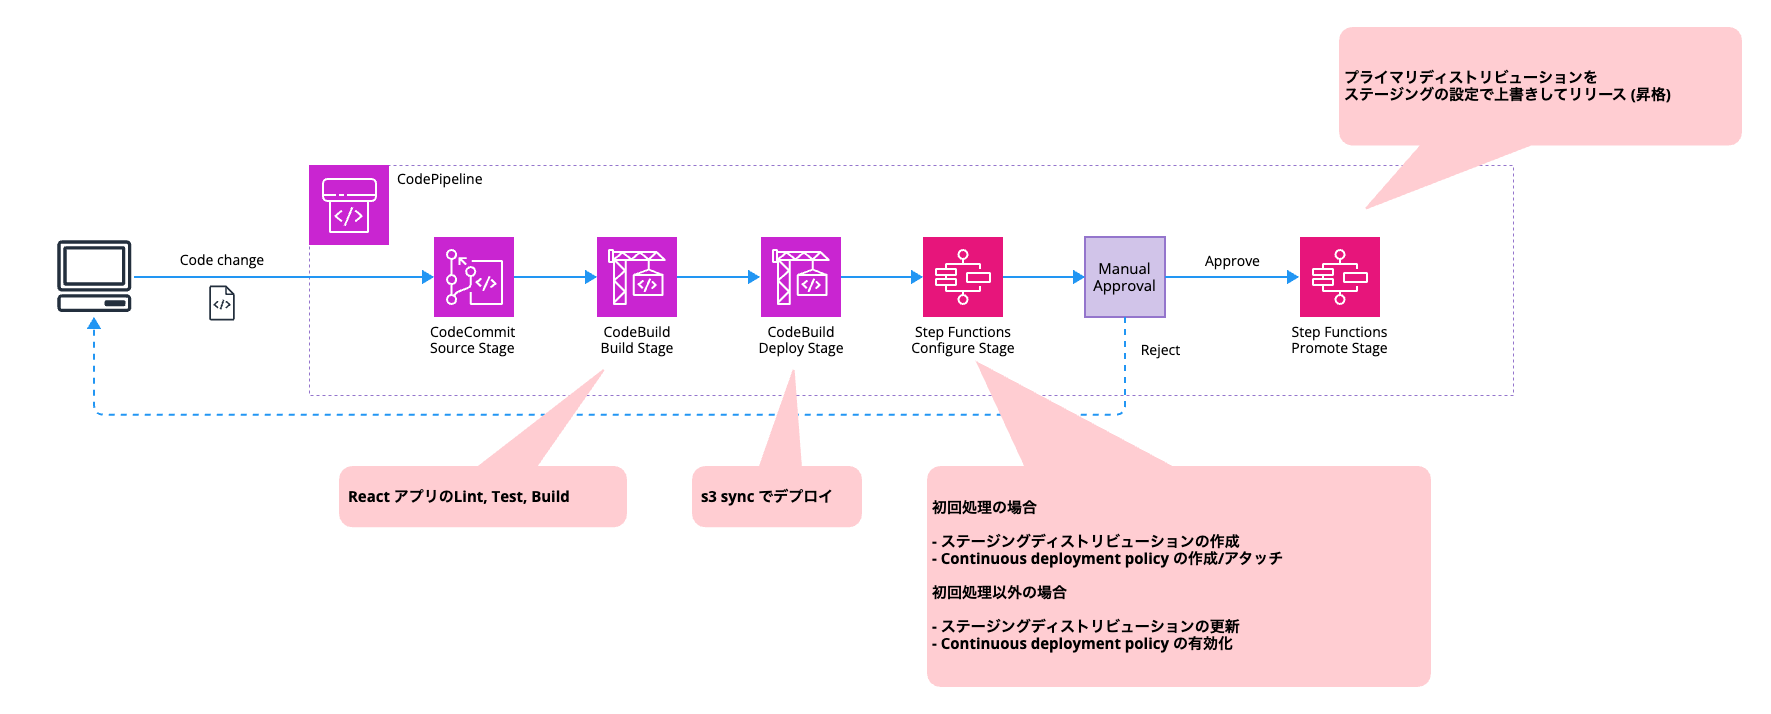 プライマリディストリビューションを
ステージングの設定で上書きしてリリース (昇格)
CodePipeline
Code change
CodeCommit
Source Stage
CodeBuild
Build Stage
CodeBuild
Deploy Stage
Step Functions
Configure Stage
Manual
Approval
Approve
Reject
Step Functions
Promote Stage
React アプリのLint, Test, Build
s3 sync でデプロイ
初回処理の場合
- ステージングディストリビューションの作成
- Continuous deployment policy の作成/アタッチ
初回処理以外の場合
- ステージングディストリビューションの更新
- Continuous deployment policy の有効化